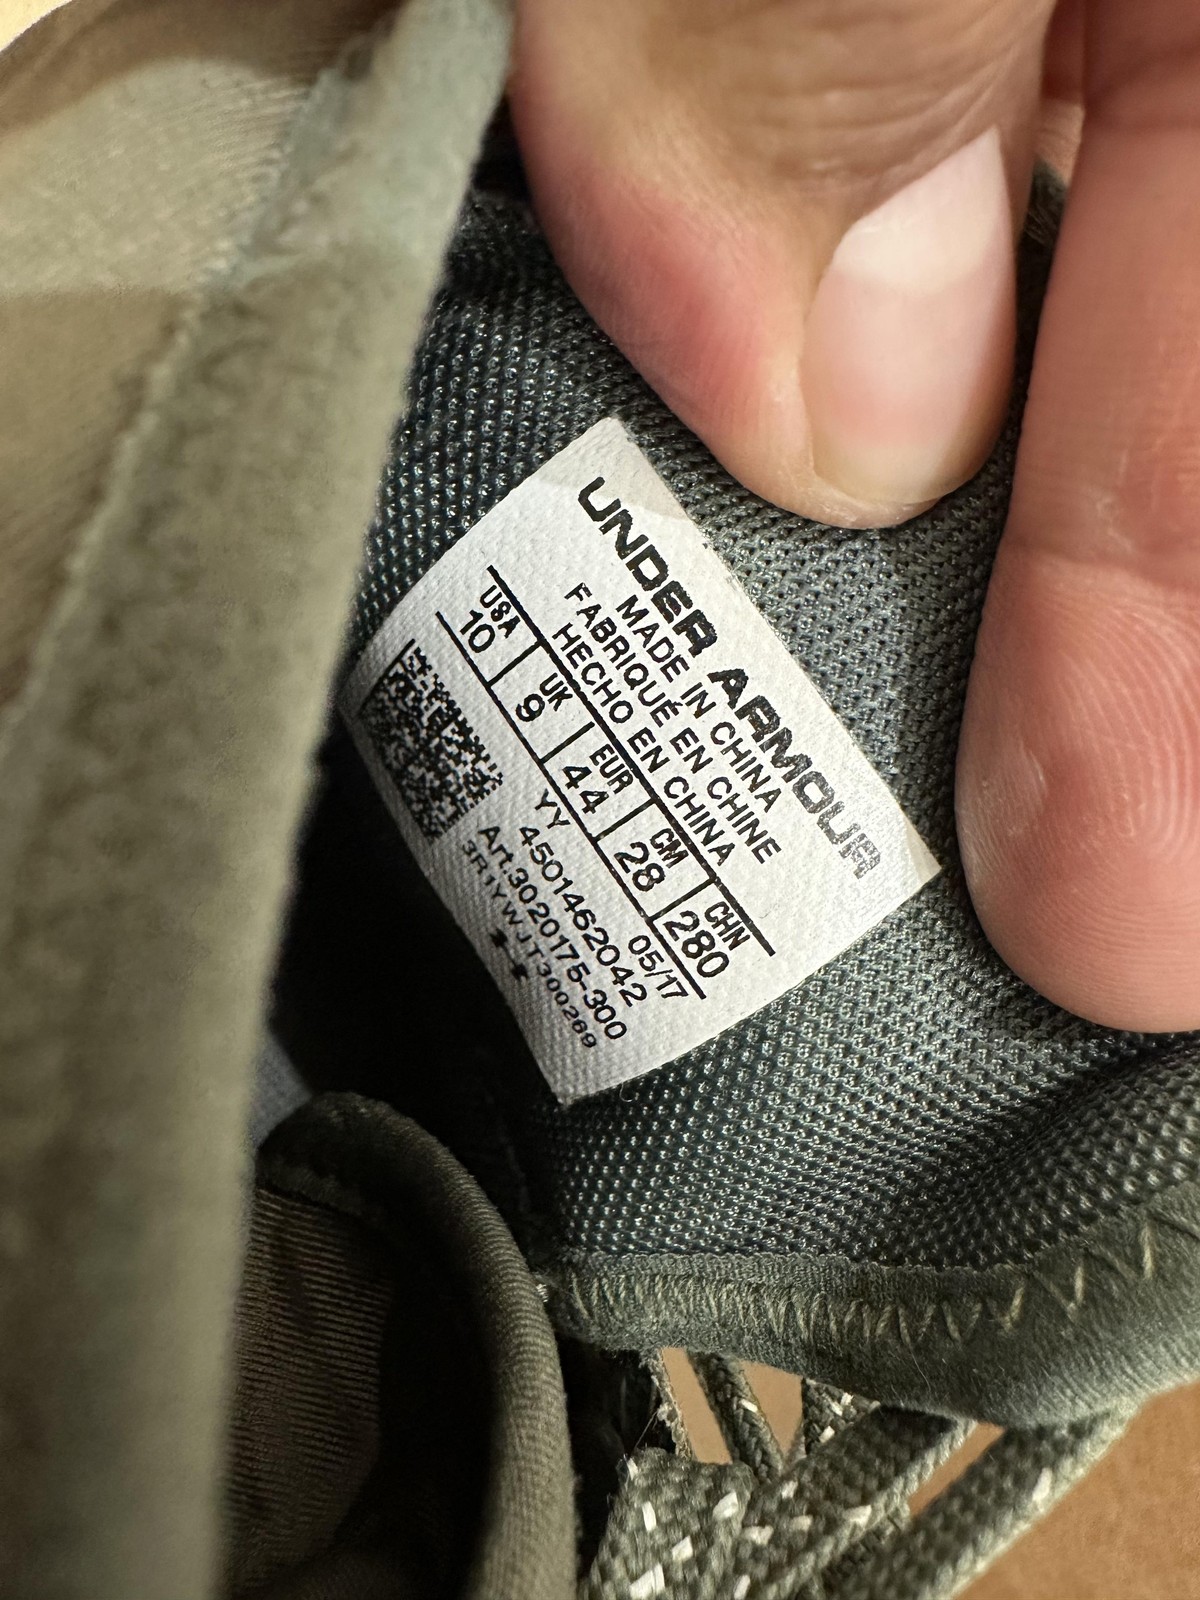 UNDER ARMOUR
MADE IN CHINA
FABRIQUÉ EN CHINE
HECHO EN CHINA
USA UK EUR CM CHN
10 9 44 28 280
YY 05/17
4501462042
Art.3020175-300
3R1YWJT300269